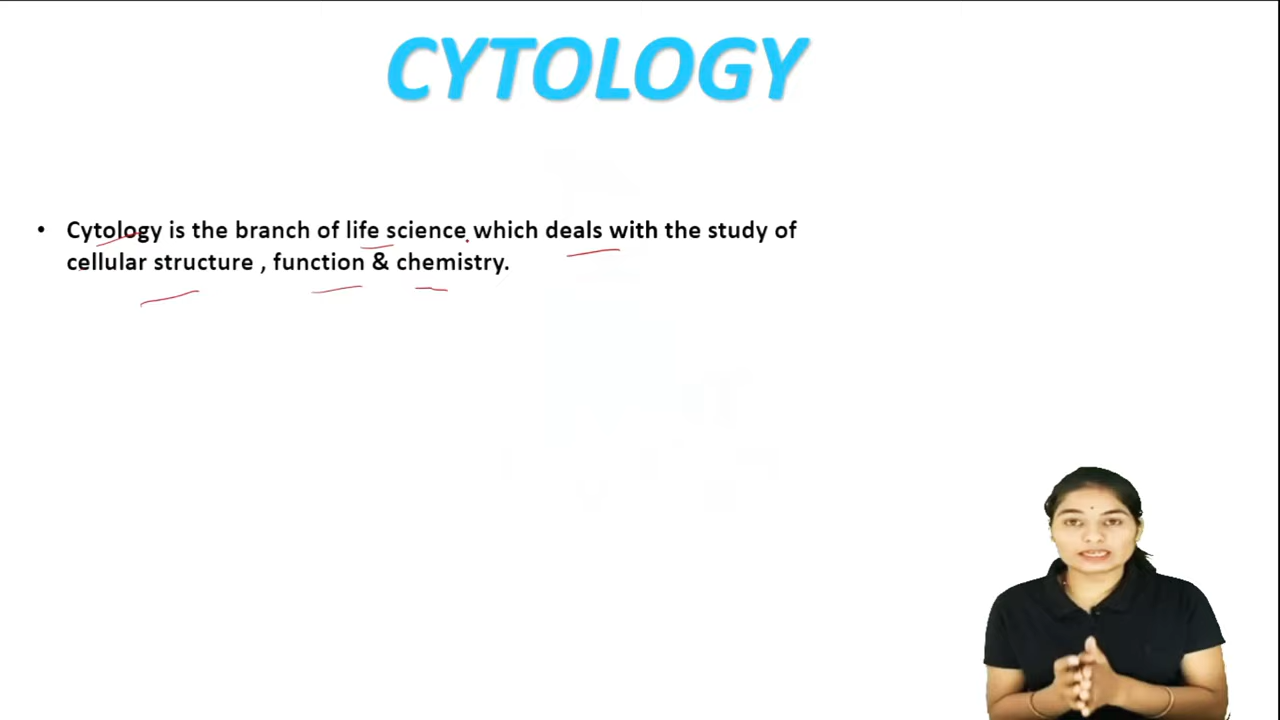 CYTOLOGY
• Cytology is the branch of life science which deals with the study of
cellular structure , function & chemistry.